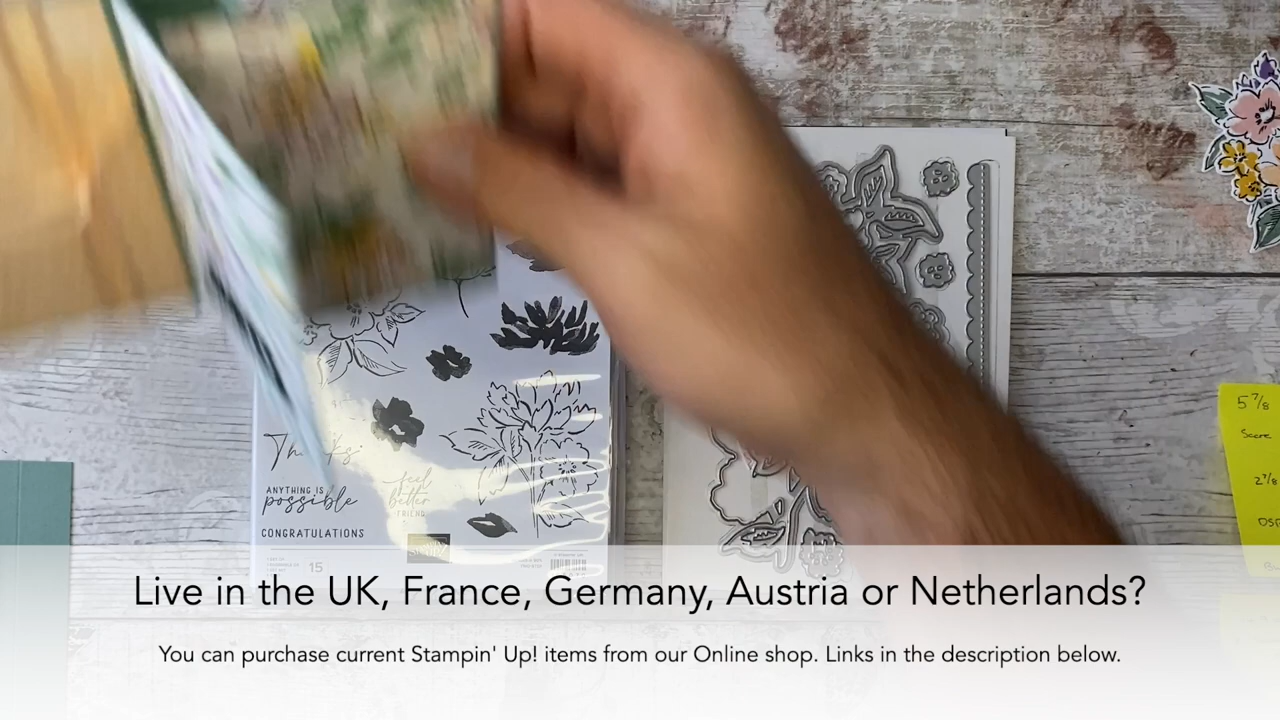 5 7/8
Score
2 7/8
Thanks
feel
better
FRIEND
ANYTHING IS
possible
CONGRATULATIONS
15
Live in the UK, France, Germany, Austria or Netherlands?
You can purchase current Stampin' Up! items from our Online shop. Links in the description below.